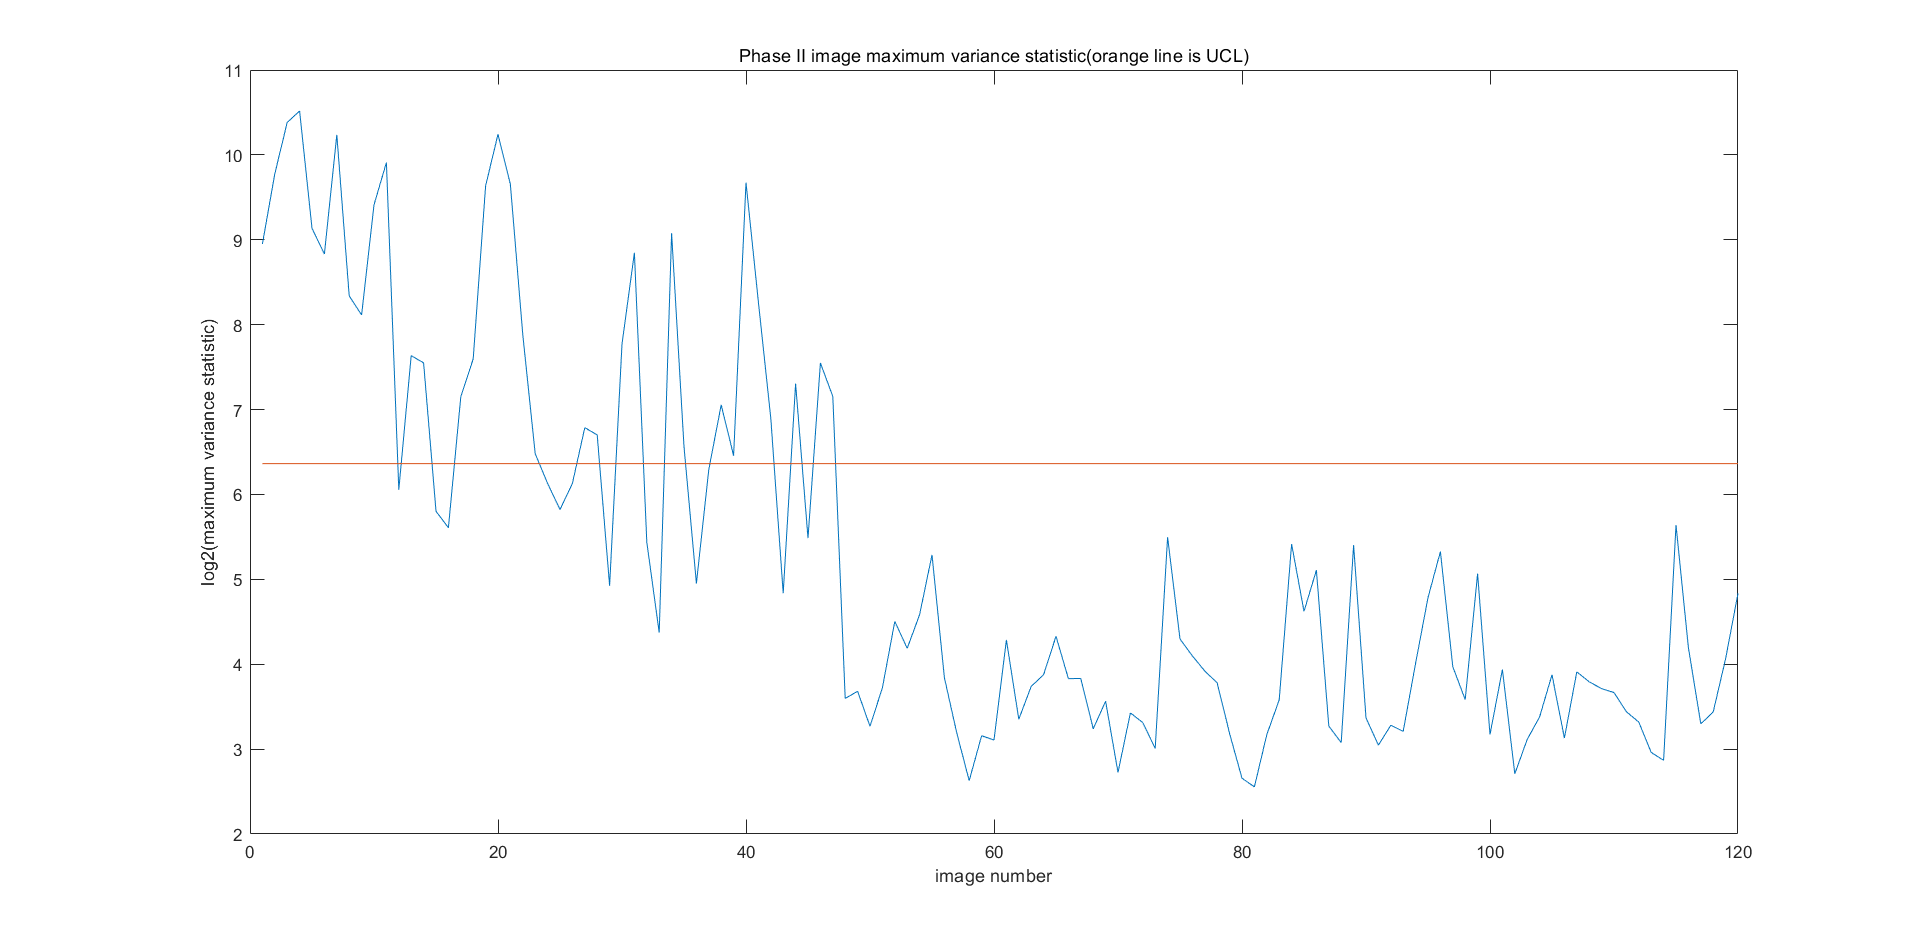 Phase II image maximum variance statistic(orange line is UCL)
11
10
9
8
7
6
5
4
3
2
log2(maximum variance statistic)
0 20 40 60 80 100 120
image number